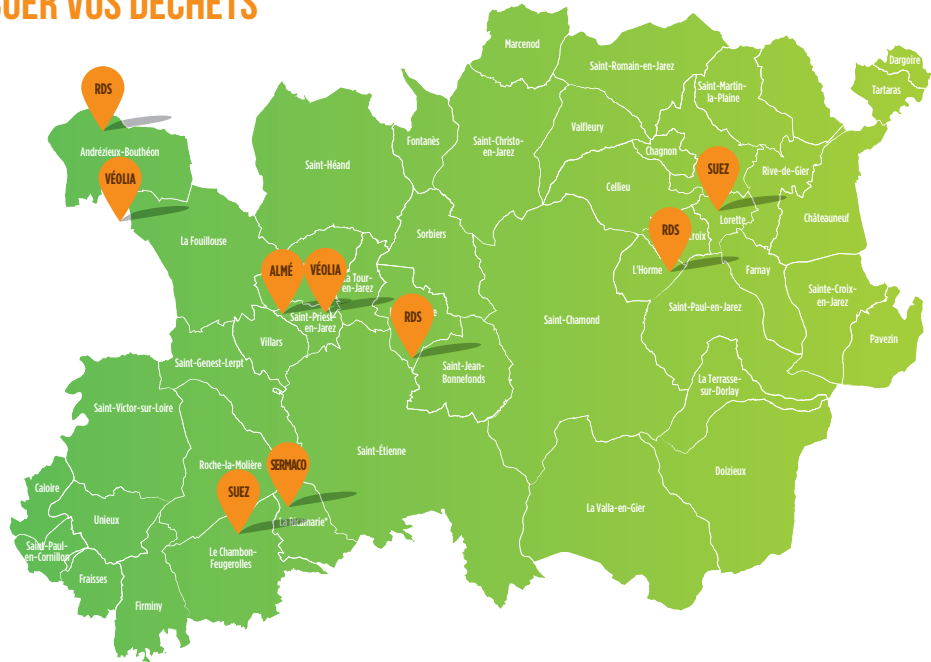 VOS DÉCHETS
Marcenod
Dargoire
Saint-Romain-en-Jarez
Saint-Martin-
la-Plaine
Tartaras
RDS
Valfleury
Fontanès
Saint-Christo-
en-Jarez
Andrézieux-Bouthéon
Chagnon
Saint-Héand
SUEZ
Rive-de-Gier
VÉOLIA
Cellieu
Châteauneuf
Lorette
RDS
Sorbiers
La Fouillouse
L'Horme
Farnay
ALMÉ
VÉOLIA
La Tour-
en-Jarez
Sainte-Croix-
en-Jarez
Saint-Paul-en-Jarez
RDS
Saint-Priest-
en-Jarez
Saint-Chamond
Villars
Pavezin
Saint-Genest-Lerpt
Saint-Jean-
Bonnefonds
La Terrasse-
sur-Dorlay
Saint-Victor-sur-Loire
Saint-Étienne
Roche-la-Molière
SERMACO
Doizieux
Caloire
SUEZ
La Valla-en-Gier
Unieux
Saint-Paul-
en-Cornillon
Le Chambon-
Feugerolles
Fraisses
Firminy